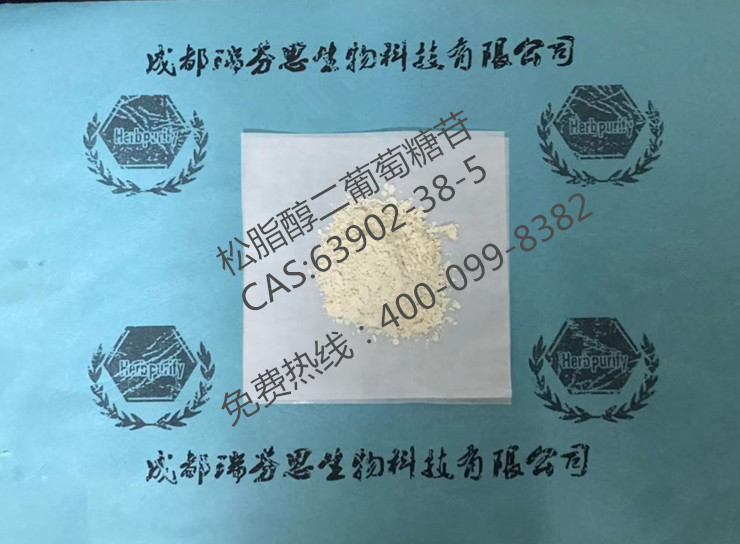 成都瑞芬思生物科技有限公司
Herbpurify
Herbpurify
松脂醇二葡萄糖苷
CAS:63902-38-5
免费热线：400-099-8382
Herbpurify
Herbpurify
成都瑞芬思生物科技有限公司